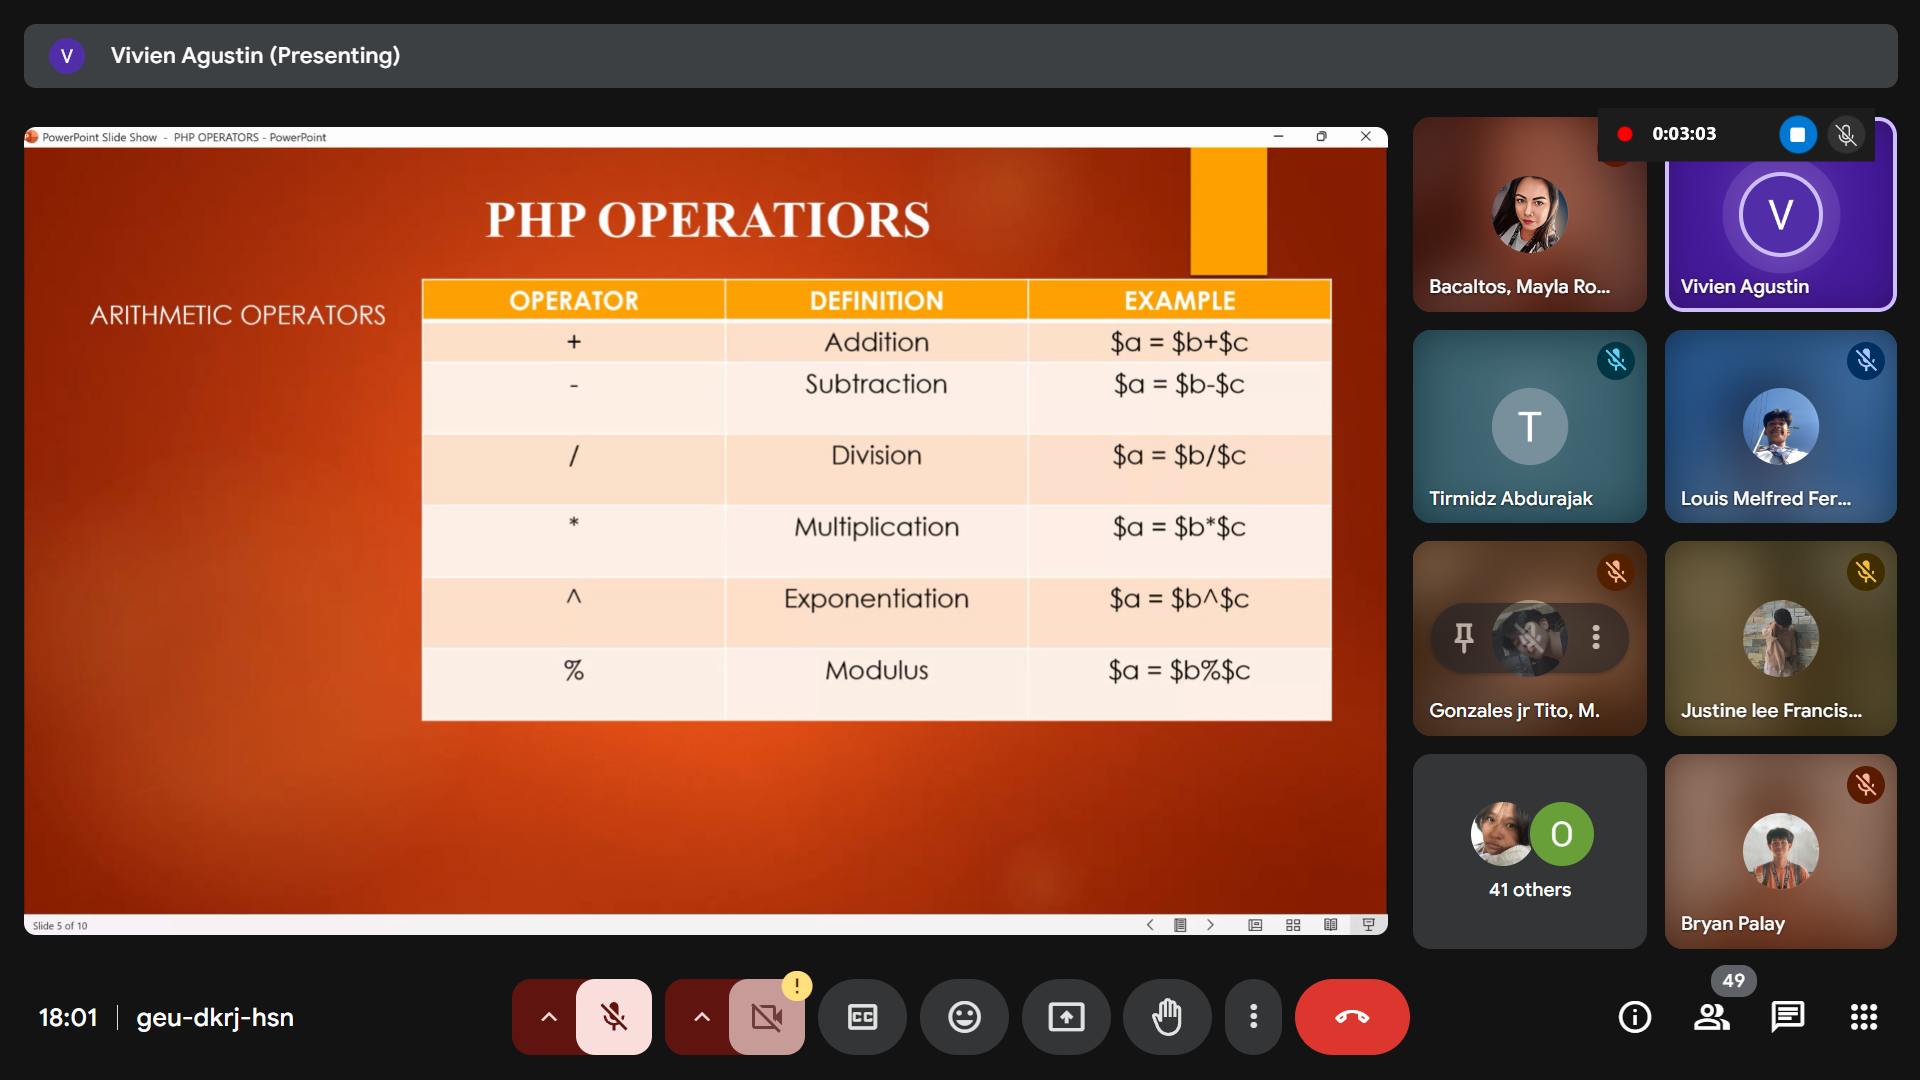 V Vivien Agustin (Presenting)
PowerPoint Slide Show - PHP OPERATORS - PowerPoint
0:03:03
PHP OPERATIORS
ARITHMETIC OPERATORS
OPERATOR DEFINITION EXAMPLE
+ Addition $a = $b+$c
- Subtraction $a = $b-$c
/ Division $a = $b/$c
* Multiplication $a = $b*$c
^ Exponentiation $a = $b^$c
% Modulus $a = $b%$c
Slide 5 of 10
Bacaltos, Mayla Ro...
V
Vivien Agustin
T
Tirmidz Abdurajak
Louis Melfred Fer...
Gonzales jr Tito, M.
Justine lee Francis...
O
41 others
Bryan Palay
18:01 | geu-dkrj-hsn
!
CC
49